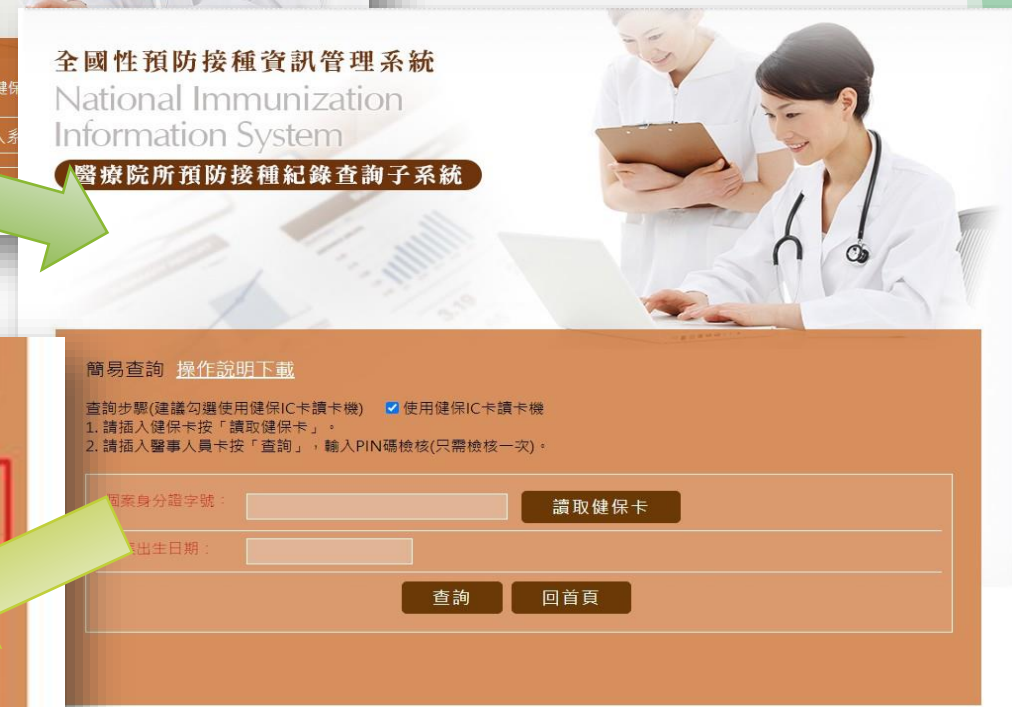 健保
入系
全國性預防接種資訊管理系統
National Immunization
Information System
醫療院所預防接種紀錄查詢子系統
3.10
簡易查詢 操作說明下載
查詢步驟(建議勾選使用健保IC卡讀卡機) 使用健保IC卡讀卡機
1. 請插入健保卡按「讀取健保卡」。
2. 請插入醫事人員卡按「查詢」，輸入PIN碼檢核(只需檢核一次)。
個案身分證字號： 讀取健保卡
出生日期：
查詢 回首頁